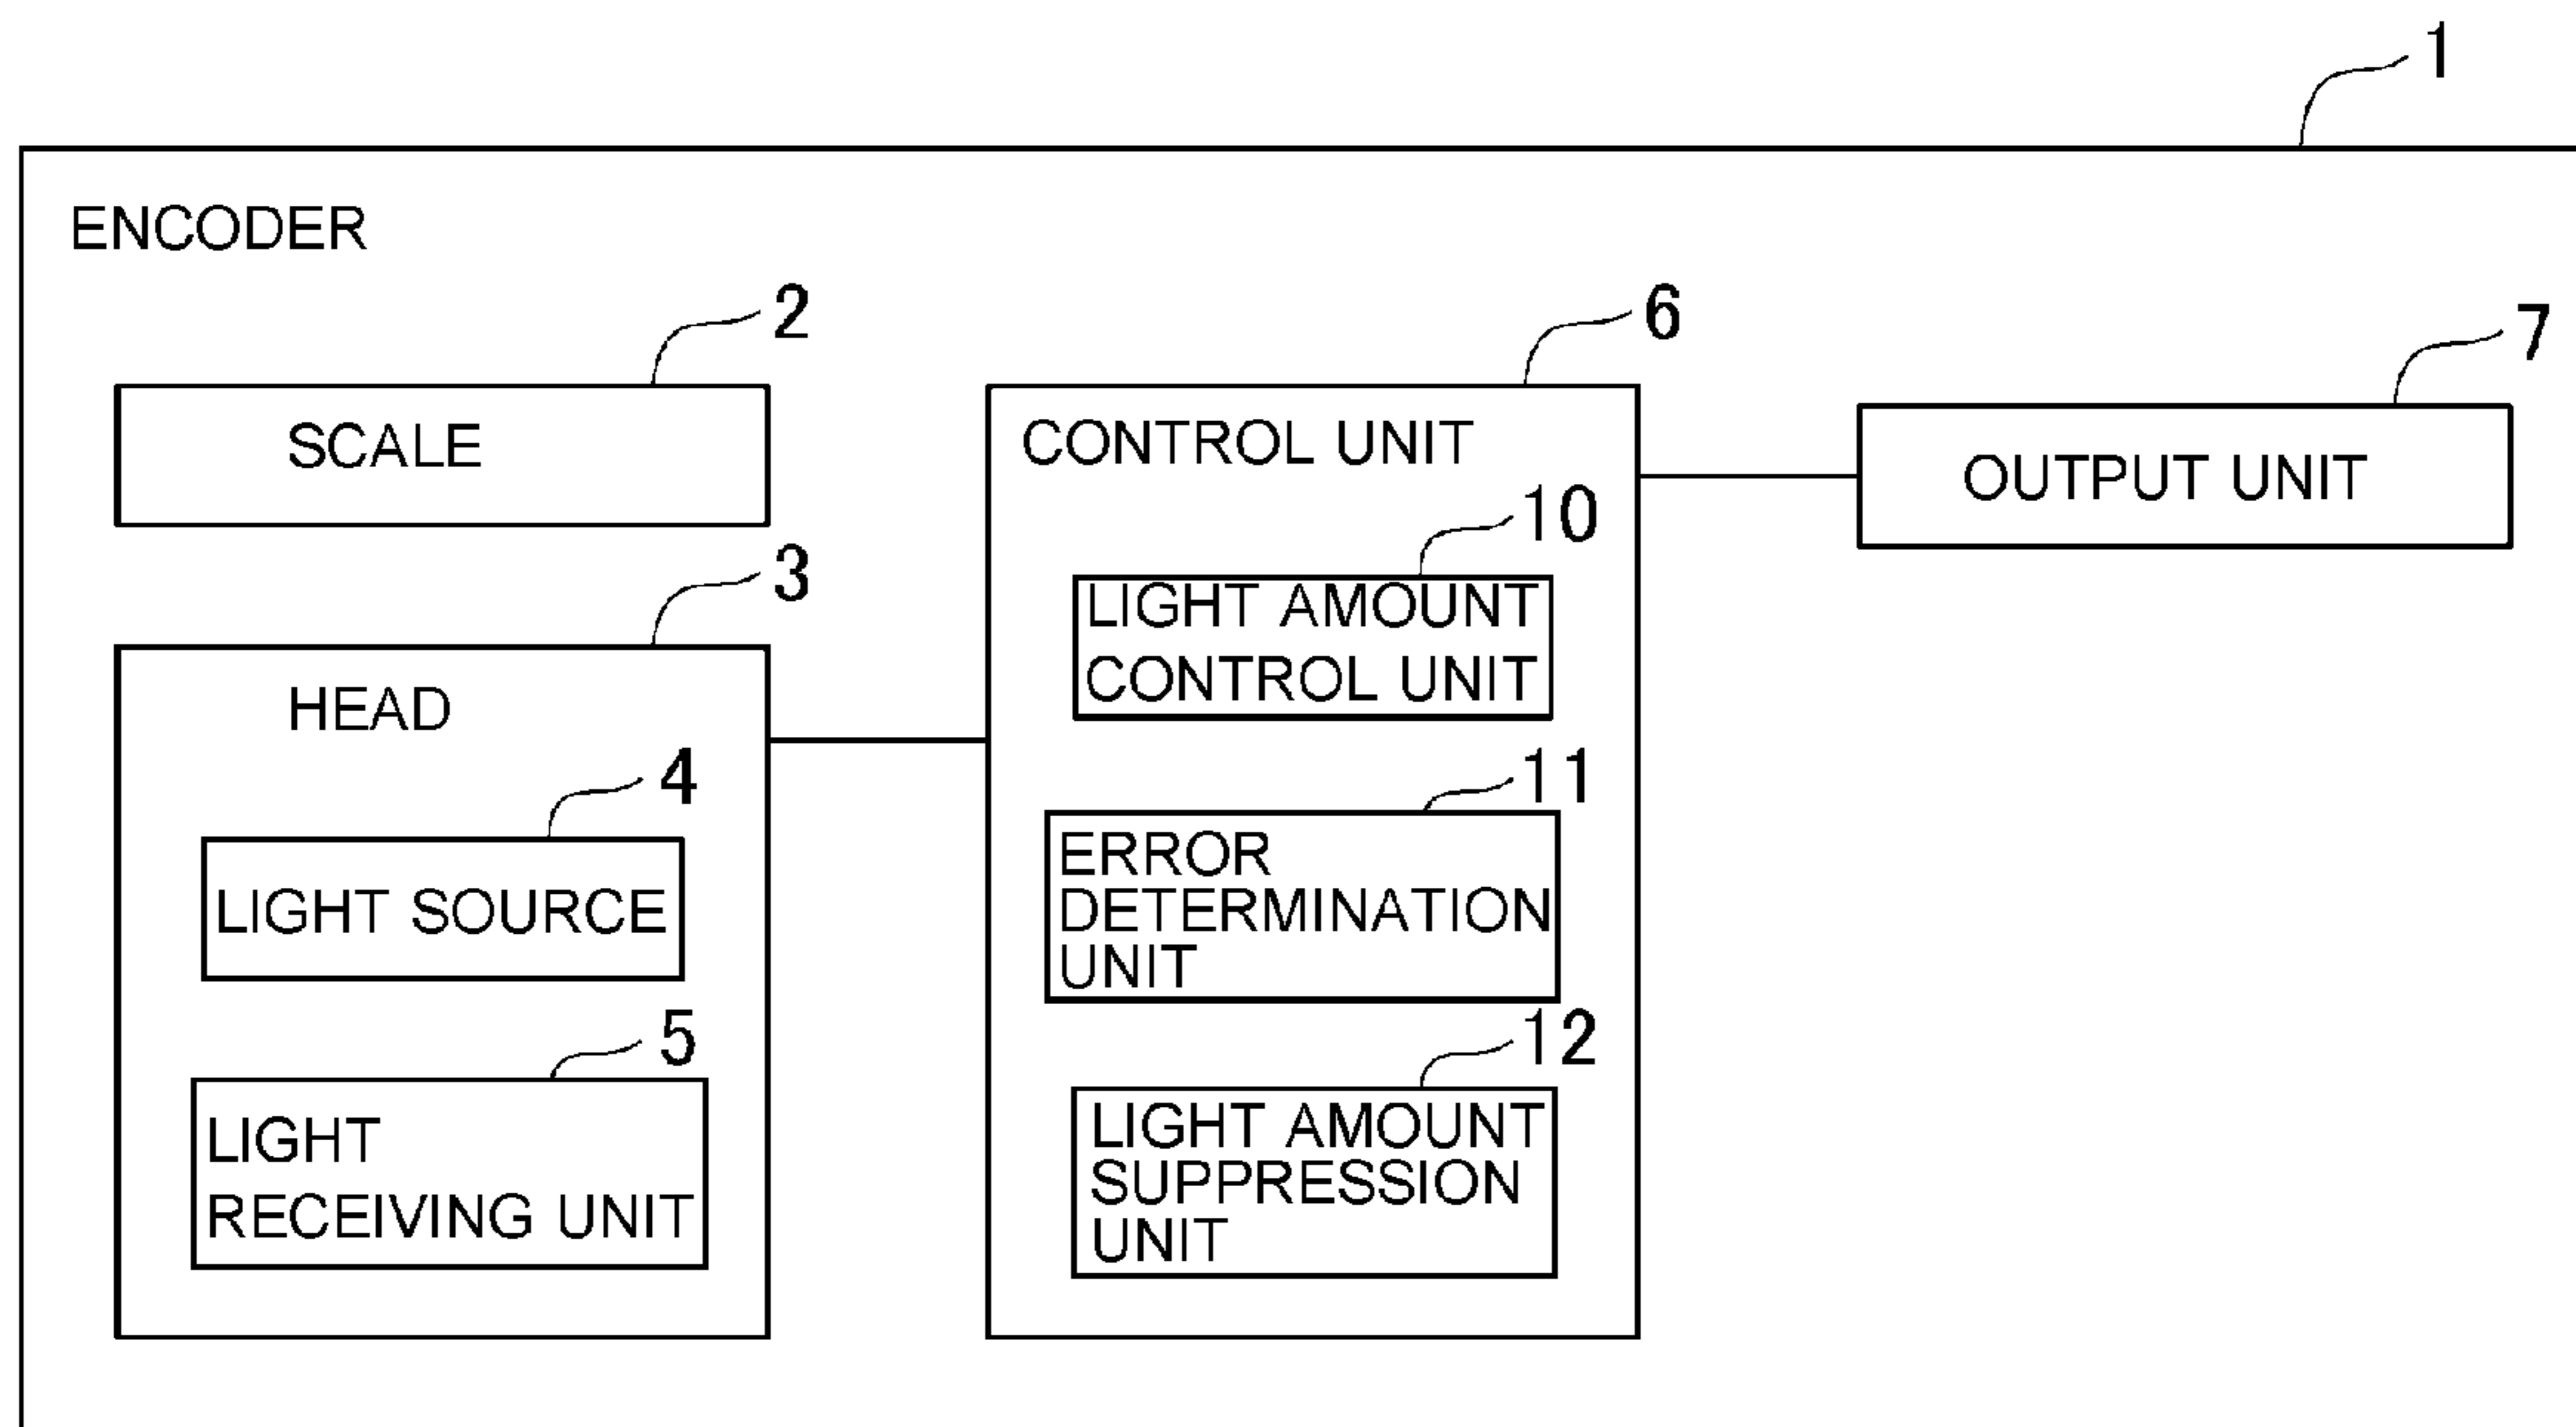 1
ENCODER
2
SCALE
3
HEAD
4
LIGHT SOURCE
5
LIGHT
RECEIVING UNIT
6
CONTROL UNIT
10
LIGHT AMOUNT
CONTROL UNIT
11
ERROR
DETERMINATION
UNIT
12
LIGHT AMOUNT
SUPPRESSION
UNIT
7
OUTPUT UNIT